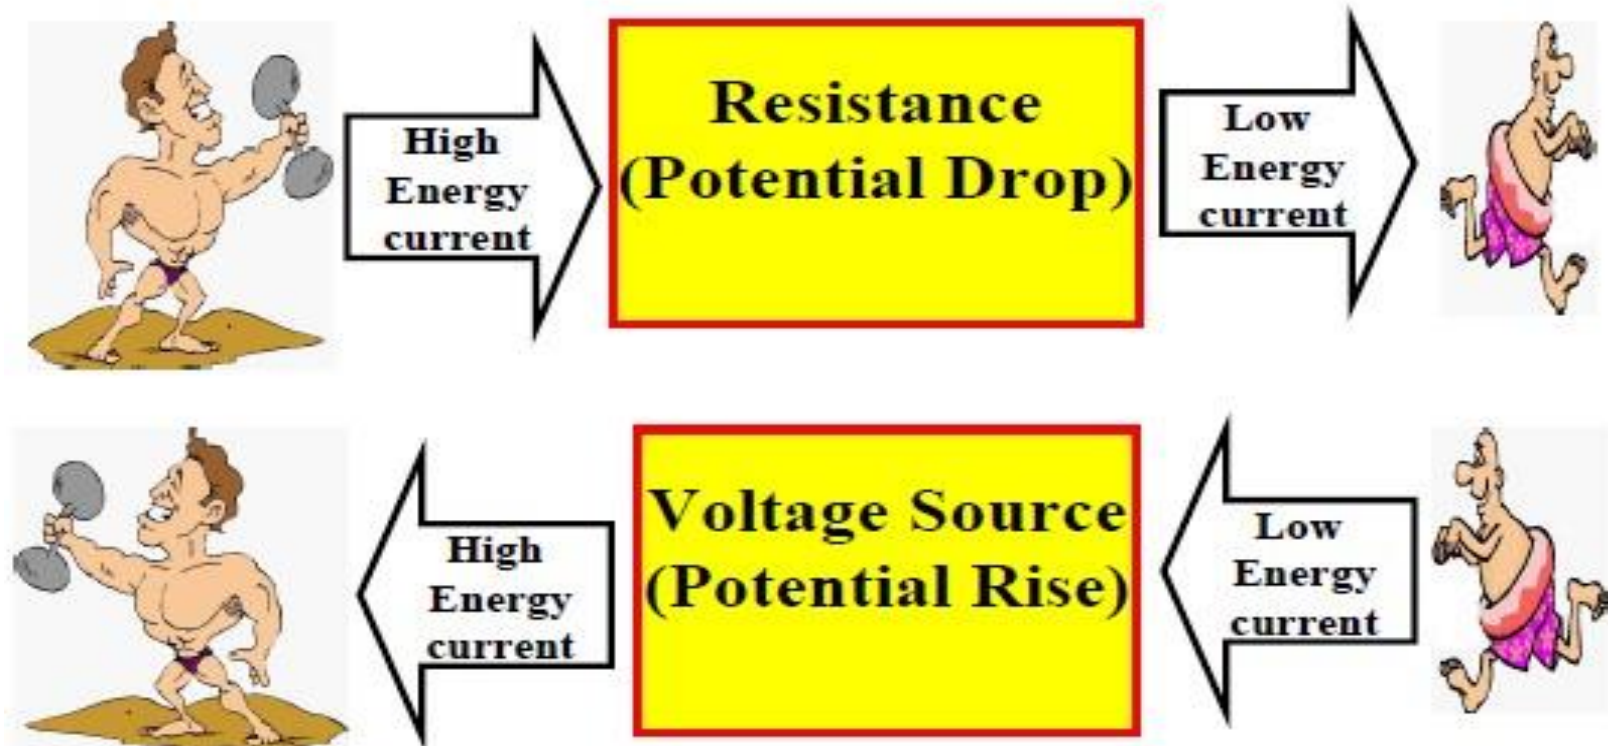 High
Energy
current
Resistance
(Potential Drop)
Low
Energy
current
High
Energy
current
Voltage Source
(Potential Rise)
Low
Energy
current